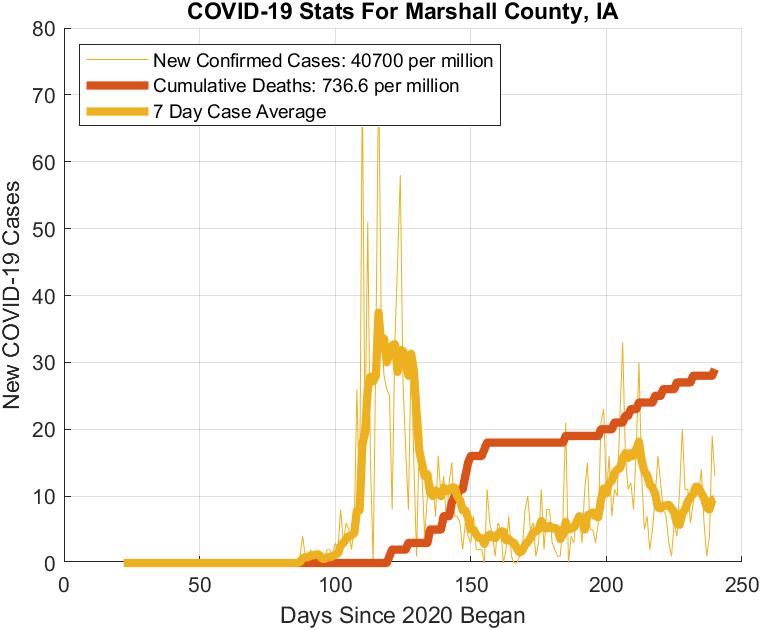 COVID-19 Stats For Marshall County, IA
80
70
60
50
40
30
20
10
0
New COVID-19 Cases
New Confirmed Cases: 40700 per million
Cumulative Deaths: 736.6 per million
7 Day Case Average
0 50 100 150 200 250
Days Since 2020 Began